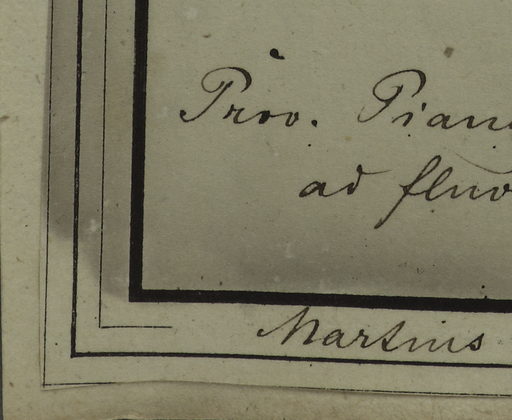 Prov. Piau
ad fluv
Martius